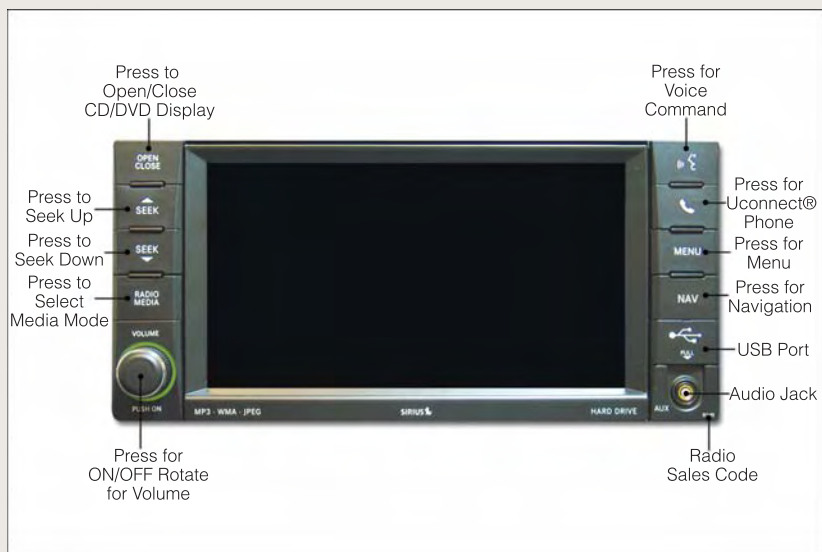 Press to
Open/Close
CD/DVD Display
Press for
Voice
Command
OPEN
CLOSE
Press to
Seek Up
SEEK
Press for
Uconnect®
Phone
Press to
Seek Down
SEEK
MENU
Press for
Menu
Press to
Select
Media Mode
RADIO
MEDIA
NAV
Press for
Navigation
VOLUME
PULL
USB Port
PUSH ON
MP3 · WMA · JPEG
SIRIUS
HARD DRIVE
AUX
Audio Jack
Press for
ON/OFF Rotate
for Volume
Radio
Sales Code